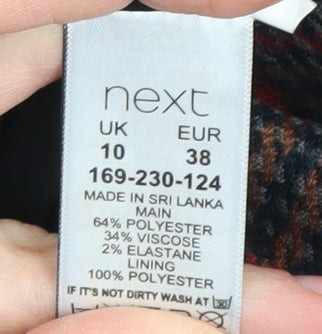 next
UK EUR
10 38
169-230-124
MADE IN SRI LANKA
MAIN
64% POLYESTER
34% VISCOSE
2% ELASTANE
LINING
100% POLYESTER
IF IT'S NOT DIRTY WASH AT